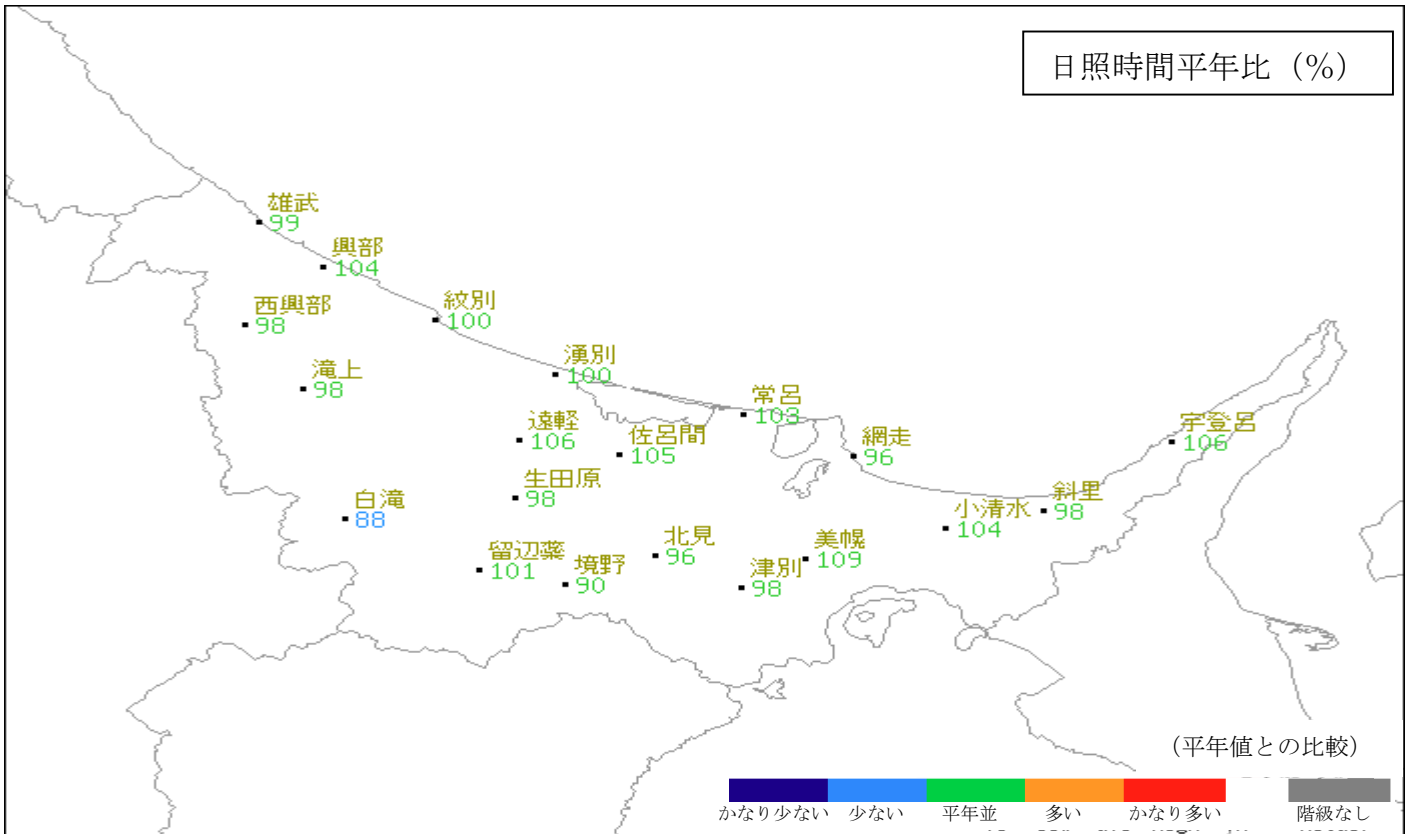 日照時間平年比（%）
雄武
99
興部
104
西興部
98
紋別
100
滝上
98
湧別
100
常呂
103
遠軽
106
佐呂間
105
網走
96
宇登呂
106
生田原
98
白滝
88
斜里
98
小清水
104
北見
96
美幌
109
留辺蘂
101
境野
90
津別
98
（平年値との比較）
かなり少ない 少ない 平年並 多い かなり多い 階級なし